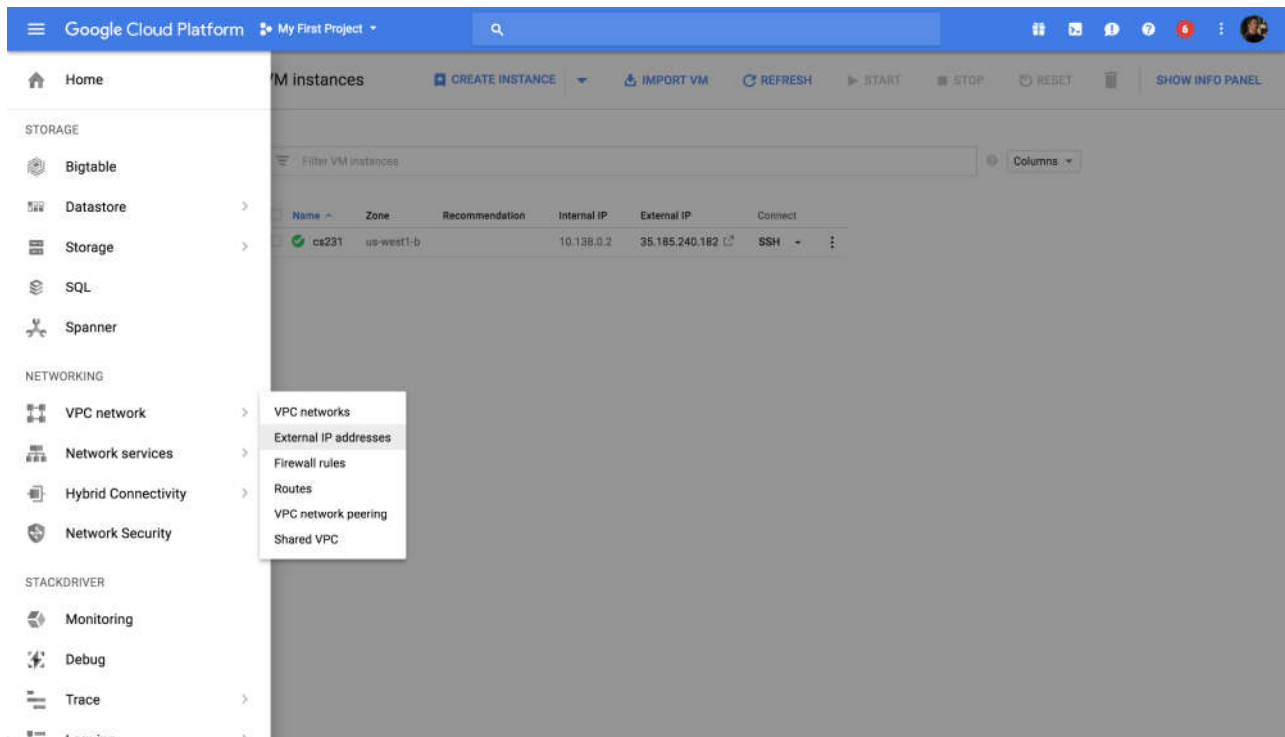 Google Cloud Platform My First Project 6
Home
STORAGE
Bigtable
Datastore
Storage
SQL
Spanner
NETWORKING
VPC network
Network services
Hybrid Connectivity
Network Security
STACKDRIVER
Monitoring
Debug
Trace
VPC networks
External IP addresses
Firewall rules
Routes
VPC network peering
Shared VPC
VM instances CREATE INSTANCE IMPORT VM REFRESH START STOP RESET SHOW INFO PANEL
Filter VM instances Columns
Name Zone Recommendation Internal IP External IP Connect
cs231 us-west1-b 10.138.0.2 35.185.240.182 SSH